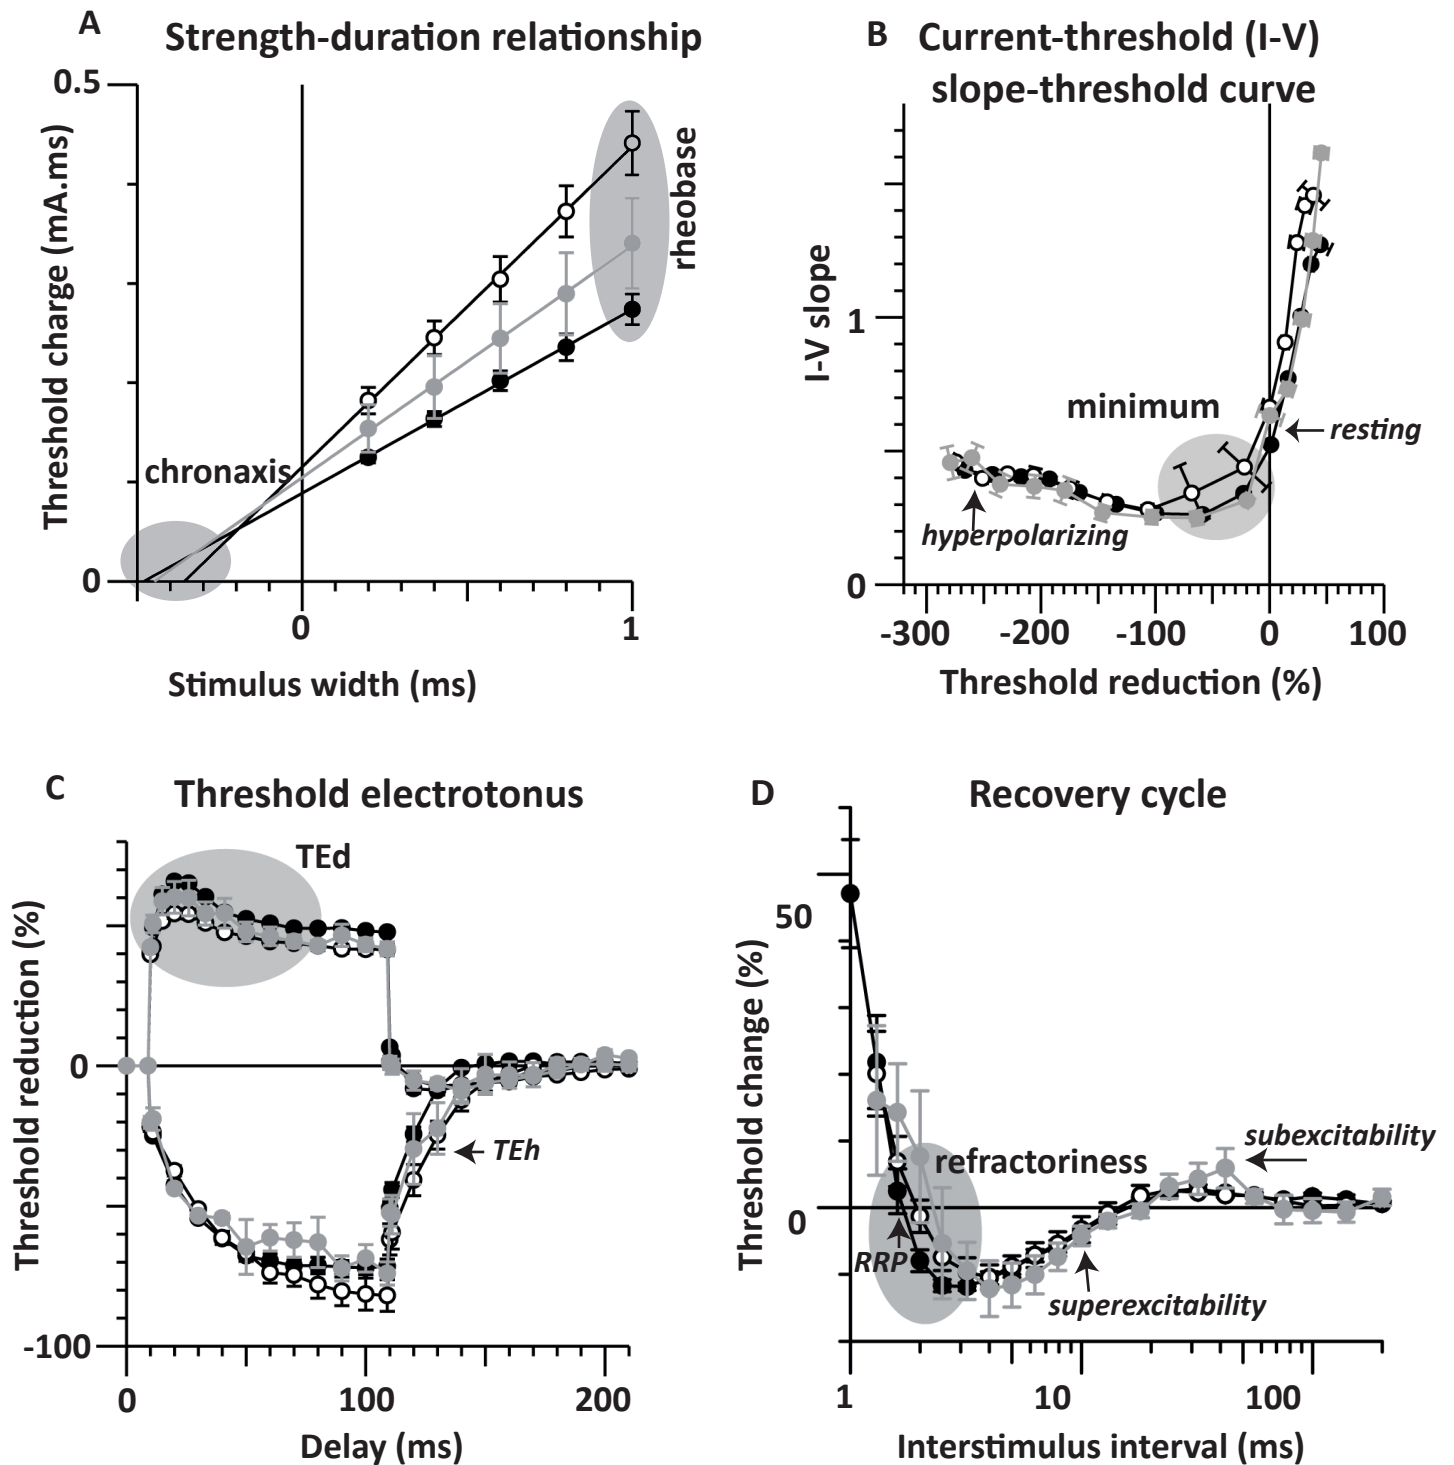 A
Strength-duration relationship
0.5
Threshold charge (mA.ms)
rheobase
chronaxis
0
0
1
Stimulus width (ms)
B
Current-threshold (I-V)
slope-threshold curve
I-V slope
1
minimum
resting
hyperpolarizing
0
-300
-200
-100
0
100
Threshold reduction (%)
C
Threshold electrotonus
TEd
Threshold reduction (%)
0
TEh
-100
0
100
200
Delay (ms)
D
Recovery cycle
50
Threshold change (%)
subexcitability
refractoriness
0
RRP
superexcitability
1
10
100
Interstimulus interval (ms)